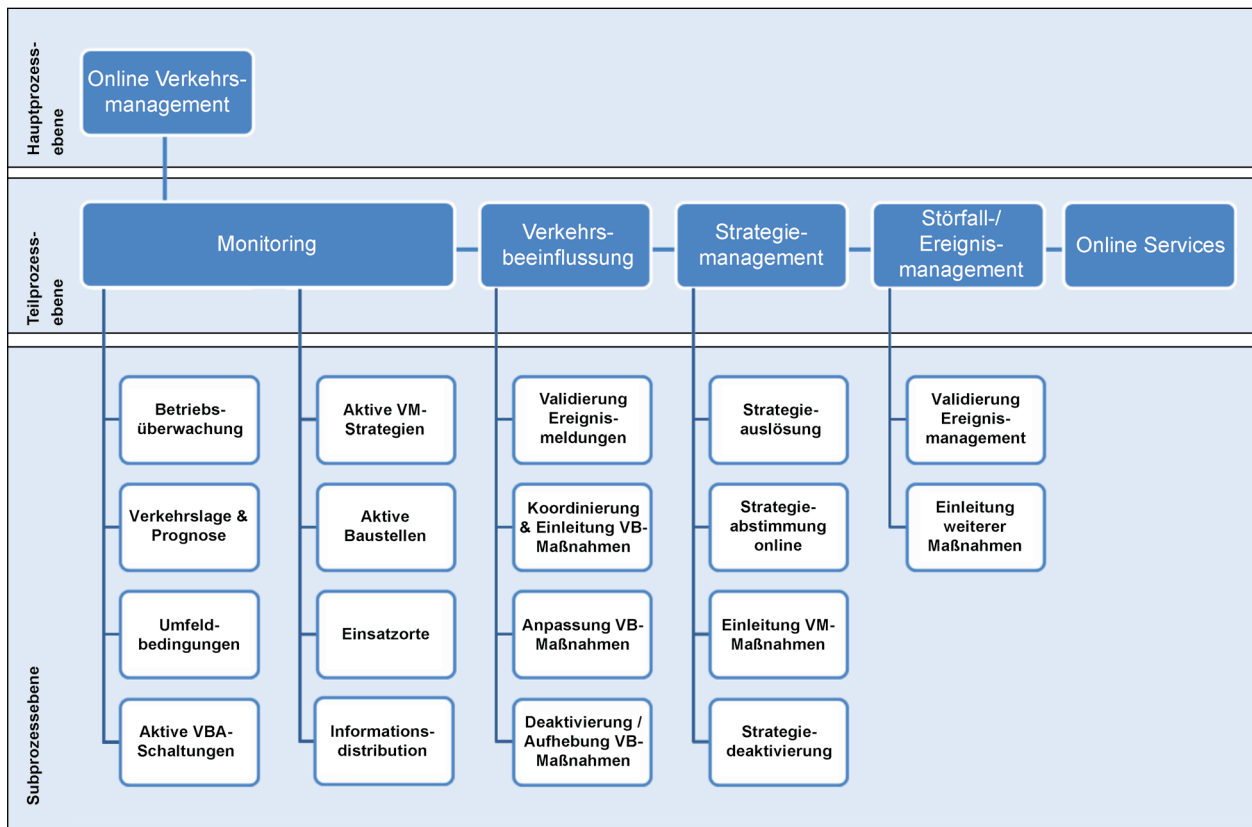 Hauptprozess-
ebene
Online Verkehrs-
management
Teilprozess-
ebene
Monitoring
Verkehrs-
beeinflussung
Strategie-
management
Störfall-/
Ereignis-
management
Online Services
Subprozessebene
Betriebs-
überwachung
Verkehrslage &
Prognose
Umfeld-
bedingungen
Aktive VBA-
Schaltungen
Aktive VM-
Strategien
Aktive
Baustellen
Einsatzorte
Informations-
distribution
Validierung
Ereignis-
meldungen
Koordinierung
& Einleitung VB-
Maßnahmen
Anpassung VB-
Maßnahmen
Deaktivierung /
Aufhebung VB-
Maßnahmen
Strategie-
auslösung
Strategie-
abstimmung
online
Einleitung VM-
Maßnahmen
Strategie-
deaktivierung
Validierung
Ereignis-
management
Einleitung
weiterer
Maßnahmen